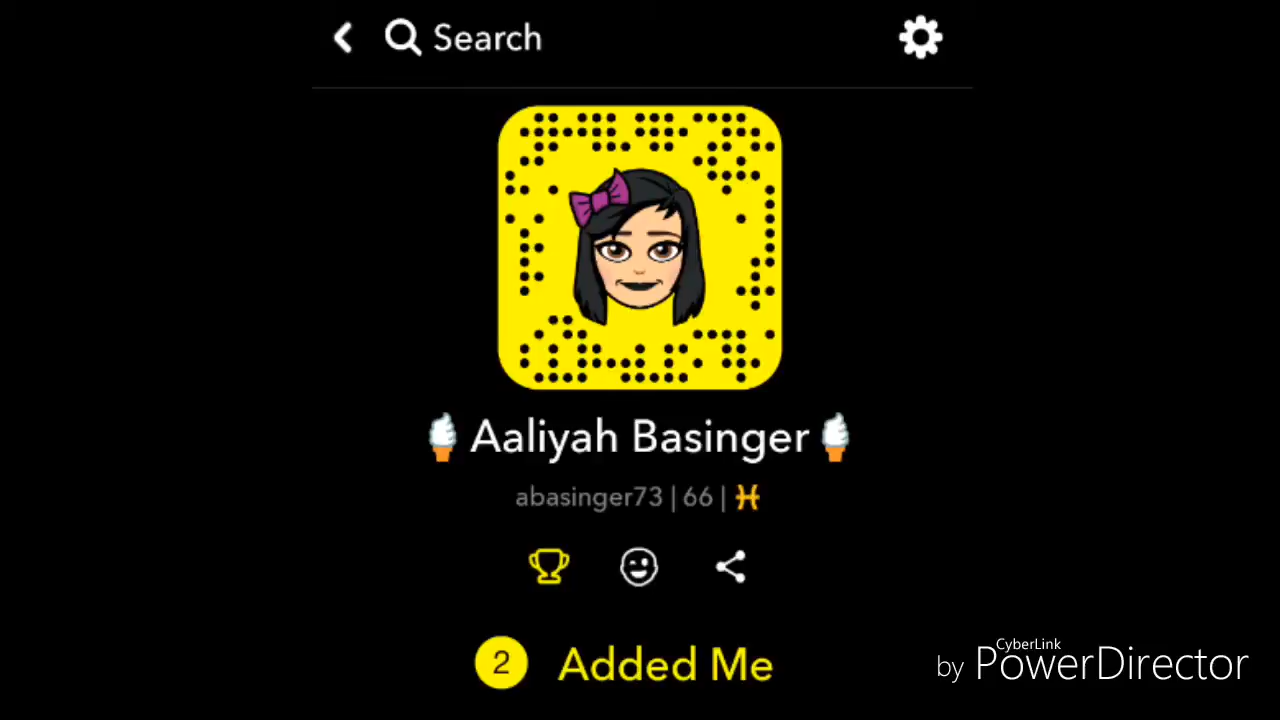 Search
🍦Aaliyah Basinger🍦
abasinger73 | 66 | ♓
2 Added Me
CyberLink
by PowerDirector